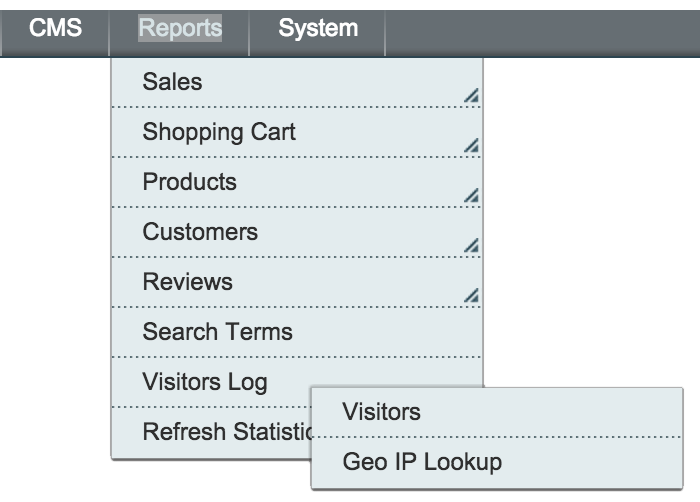 CMS Reports System
Sales
Shopping Cart
Products
Customers
Reviews
Search Terms
Visitors Log
Visitors
Refresh Statistic
Geo IP Lookup